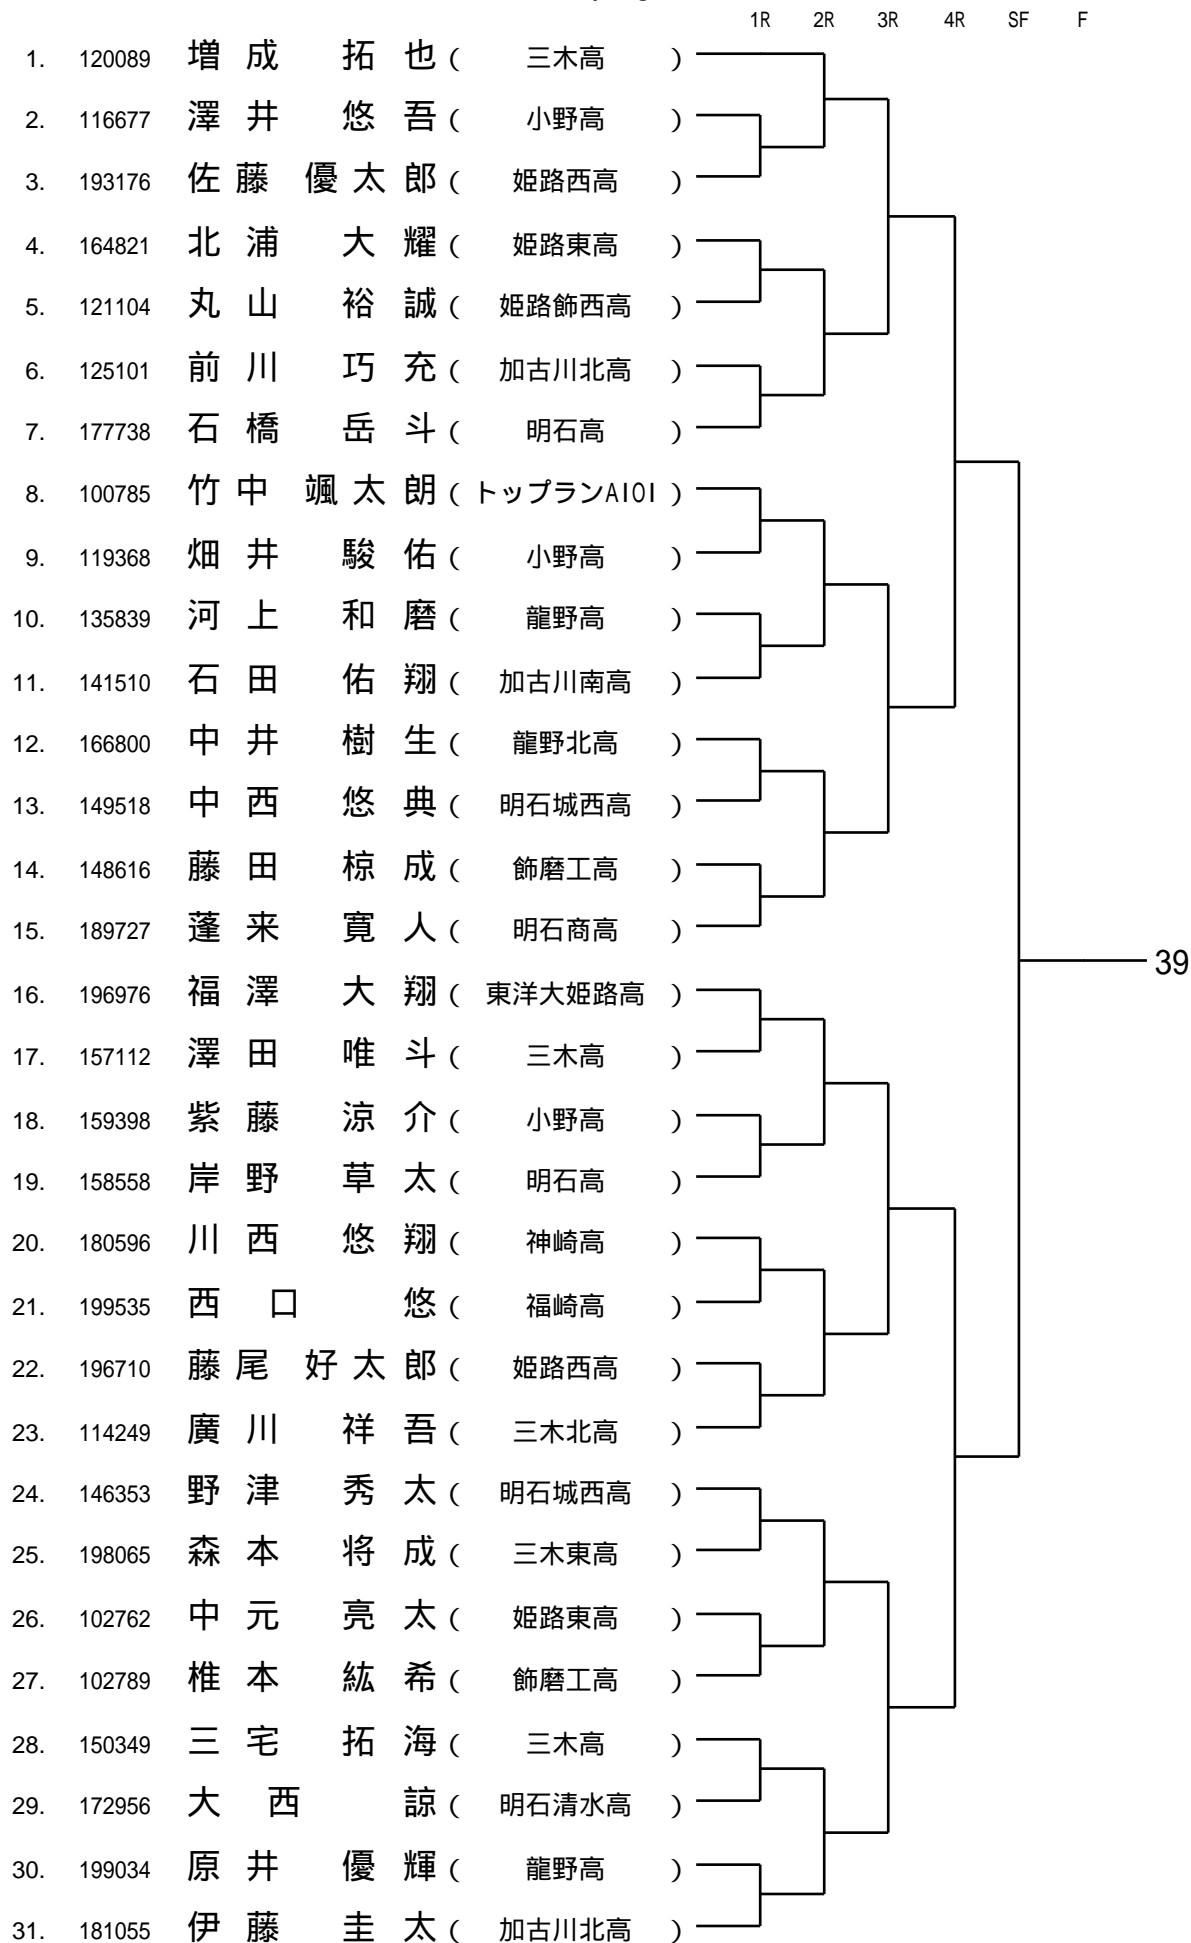 1R 2R 3R 4R SF F
1. 120089 増 成 拓 也 ( 三木高 )
2. 116677 澤 井 悠 吾 ( 小野高 )
3. 193176 佐 藤 優 太 郎 ( 姫路西高 )
4. 164821 北 浦 大 耀 ( 姫路東高 )
5. 121104 丸 山 裕 誠 ( 姫路飾西高 )
6. 125101 前 川 巧 充 ( 加古川北高 )
7. 177738 石 橋 岳 斗 ( 明石高 )
8. 100785 竹 中 颯 太 朗 ( トップランAIOI )
9. 119368 畑 井 駿 佑 ( 小野高 )
10. 135839 河 上 和 磨 ( 龍野高 )
11. 141510 石 田 佑 翔 ( 加古川南高 )
12. 166800 中 井 樹 生 ( 龍野北高 )
13. 149518 中 西 悠 典 ( 明石城西高 )
14. 148616 藤 田 椋 成 ( 飾磨工高 )
15. 189727 蓬 来 寛 人 ( 明石商高 )
39
16. 196976 福 澤 大 翔 ( 東洋大姫路高 )
17. 157112 澤 田 唯 斗 ( 三木高 )
18. 159398 紫 藤 涼 介 ( 小野高 )
19. 158558 岸 野 草 太 ( 明石高 )
20. 180596 川 西 悠 翔 ( 神崎高 )
21. 199535 西 口 悠 ( 福崎高 )
22. 196710 藤 尾 好 太 郎 ( 姫路西高 )
23. 114249 廣 川 祥 吾 ( 三木北高 )
24. 146353 野 津 秀 太 ( 明石城西高 )
25. 198065 森 本 将 成 ( 三木東高 )
26. 102762 中 元 亮 太 ( 姫路東高 )
27. 102789 椎 本 紘 希 ( 飾磨工高 )
28. 150349 三 宅 拓 海 ( 三木高 )
29. 172956 大 西 諒 ( 明石清水高 )
30. 199034 原 井 優 輝 ( 龍野高 )
31. 181055 伊 藤 圭 太 ( 加古川北高 )